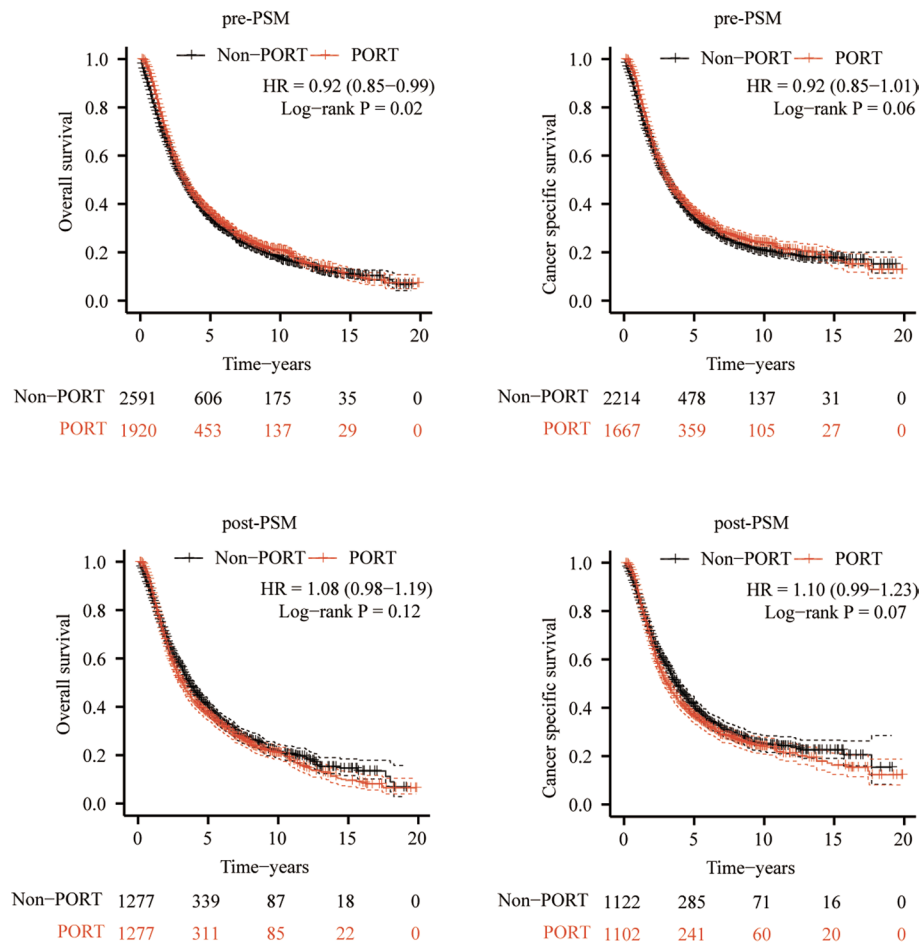 pre-PSM
Non−PORT PORT
HR = 0.92 (0.85−0.99)
Log−rank P = 0.02
Overall survival
1.0
0.8
0.6
0.4
0.2
0.0
0 5 10 15 20
Time−years
Non−PORT 2591 606 175 35 0
PORT 1920 453 137 29 0
pre-PSM
Non−PORT PORT
HR = 0.92 (0.85−1.01)
Log−rank P = 0.06
Cancer specific survival
1.0
0.8
0.6
0.4
0.2
0.0
0 5 10 15 20
Time−years
Non−PORT 2214 478 137 31 0
PORT 1667 359 105 27 0
post-PSM
Non−PORT PORT
HR = 1.08 (0.98−1.19)
Log−rank P = 0.12
Overall survival
1.0
0.8
0.6
0.4
0.2
0.0
0 5 10 15 20
Time−years
Non−PORT 1277 339 87 18 0
PORT 1277 311 85 22 0
post-PSM
Non−PORT PORT
HR = 1.10 (0.99−1.23)
Log−rank P = 0.07
Cancer specific survival
1.0
0.8
0.6
0.4
0.2
0.0
0 5 10 15 20
Time−years
Non−PORT 1122 285 71 16 0
PORT 1102 241 60 20 0